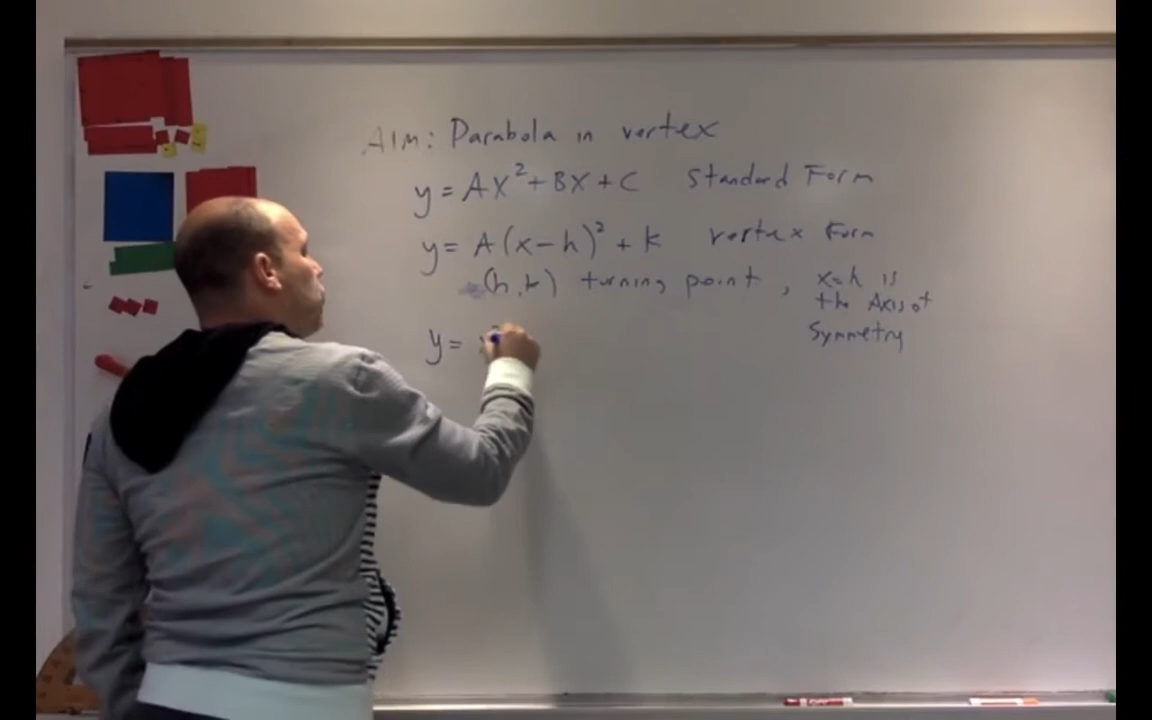 Aim: Parabola in vertex
y = Ax² + Bx + C standard Form
y = A(x-h)² + k vertex Form
(h,k) turning point, x=h is
the Axis of
Symmetry
y =